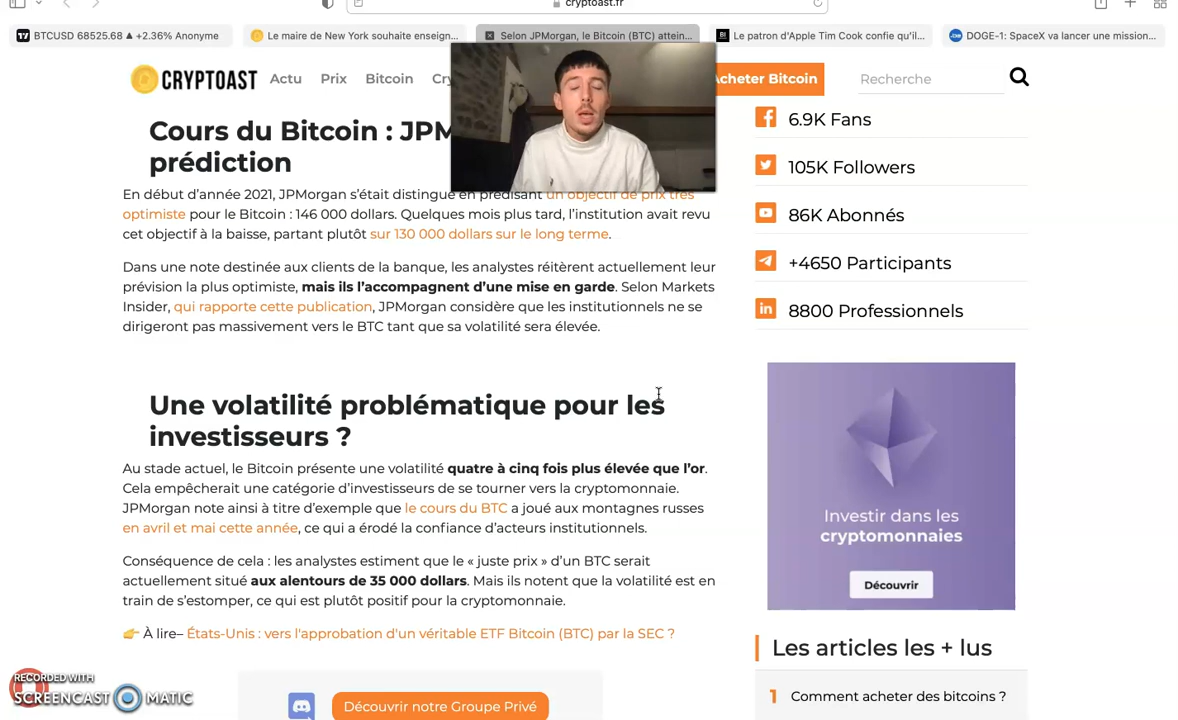 cryptoast.fr
BTCUSD 68525.68 ▲ +2.36% Anonyme
Le maire de New York souhaite enseign...
Selon JPMorgan, le Bitcoin (BTC) attein...
Le patron d'Apple Tim Cook confie qu'il...
DOGE-1: SpaceX va lancer une mission...
CRYPTOAST
Actu
Prix
Bitcoin
Acheter Bitcoin
Recherche
Cours du Bitcoin : JPM
prédiction
En début d'année 2021, JPMorgan s'était distingué en prédisant un objectif de prix très
optimiste pour le Bitcoin : 146 000 dollars. Quelques mois plus tard, l'institution avait revu
cet objectif à la baisse, partant plutôt sur 130 000 dollars sur le long terme.
Dans une note destinée aux clients de la banque, les analystes réitèrent actuellement leur
prévision la plus optimiste, mais ils l'accompagnent d'une mise en garde. Selon Markets
Insider, qui rapporte cette publication, JPMorgan considère que les institutionnels ne se
dirigeront pas massivement vers le BTC tant que sa volatilité sera élevée.
Une volatilité problématique pour les
investisseurs ?
Au stade actuel, le Bitcoin présente une volatilité quatre à cinq fois plus élevée que l'or.
Cela empêcherait une catégorie d'investisseurs de se tourner vers la cryptomonnaie.
JPMorgan note ainsi à titre d'exemple que le cours du BTC a joué aux montagnes russes
en avril et mai cette année, ce qui a érodé la confiance d'acteurs institutionnels.
Conséquence de cela : les analystes estiment que le « juste prix » d'un BTC serait
actuellement situé aux alentours de 35 000 dollars. Mais ils notent que la volatilité est en
train de s'estomper, ce qui est plutôt positif pour la cryptomonnaie.
👉 À lire– États-Unis : vers l'approbation d'un véritable ETF Bitcoin (BTC) par la SEC ?
Découvrir notre Groupe Privé
6.9K Fans
105K Followers
86K Abonnés
+4650 Participants
8800 Professionnels
Investir dans les
cryptomonnaies
Découvrir
Les articles les + lus
1 Comment acheter des bitcoins ?
RECORDED WITH
SCREENCAST MATIC